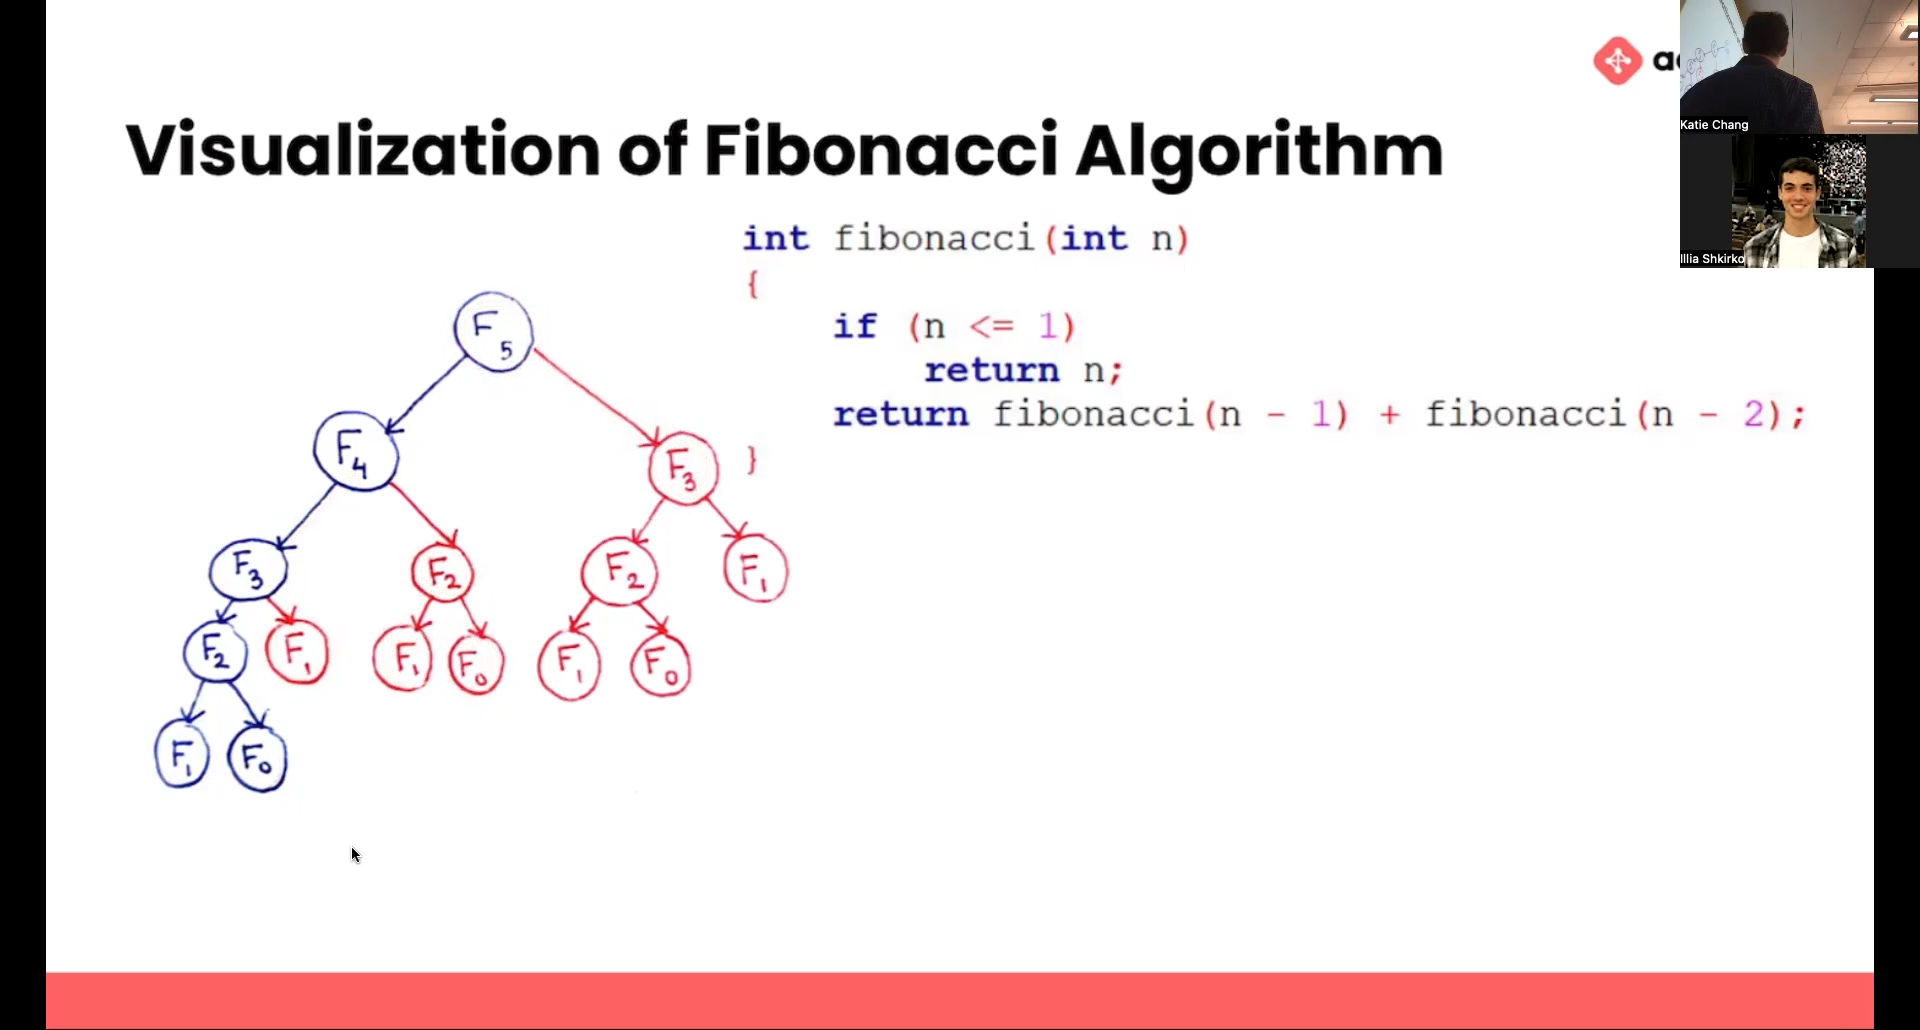 Katie Chang
Illia Shkirko
Visualization of Fibonacci Algorithm
int fibonacci(int n)
{
if (n <= 1)
return n;
return fibonacci(n - 1) + fibonacci(n - 2);
}
F5
F4
F3
F3
F2
F2
F1
F2
F1
F1
F0
F1
F0
F1
F0